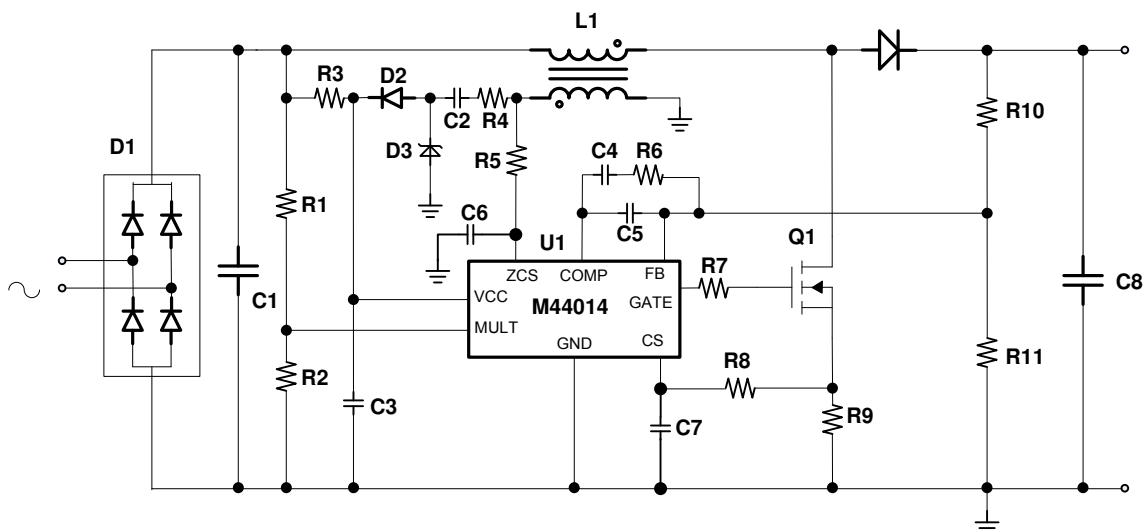 L1
R3
D2
C2
R4
R10
D1
D3
R5
C4
R6
R1
C6
C5
U1
Q1
ZCS
COMP
FB
R7
C1
VCC
M44014
GATE
C8
MULT
GND
CS
R2
C3
R8
R11
C7
R9